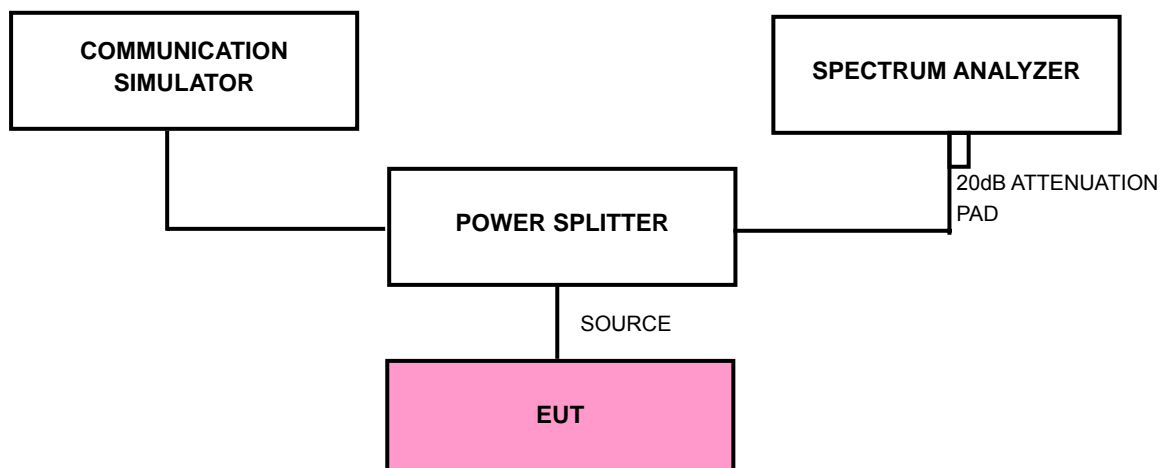 COMMUNICATION
SIMULATOR
SPECTRUM ANALYZER
20dB ATTENUATION
PAD
POWER SPLITTER
SOURCE
EUT